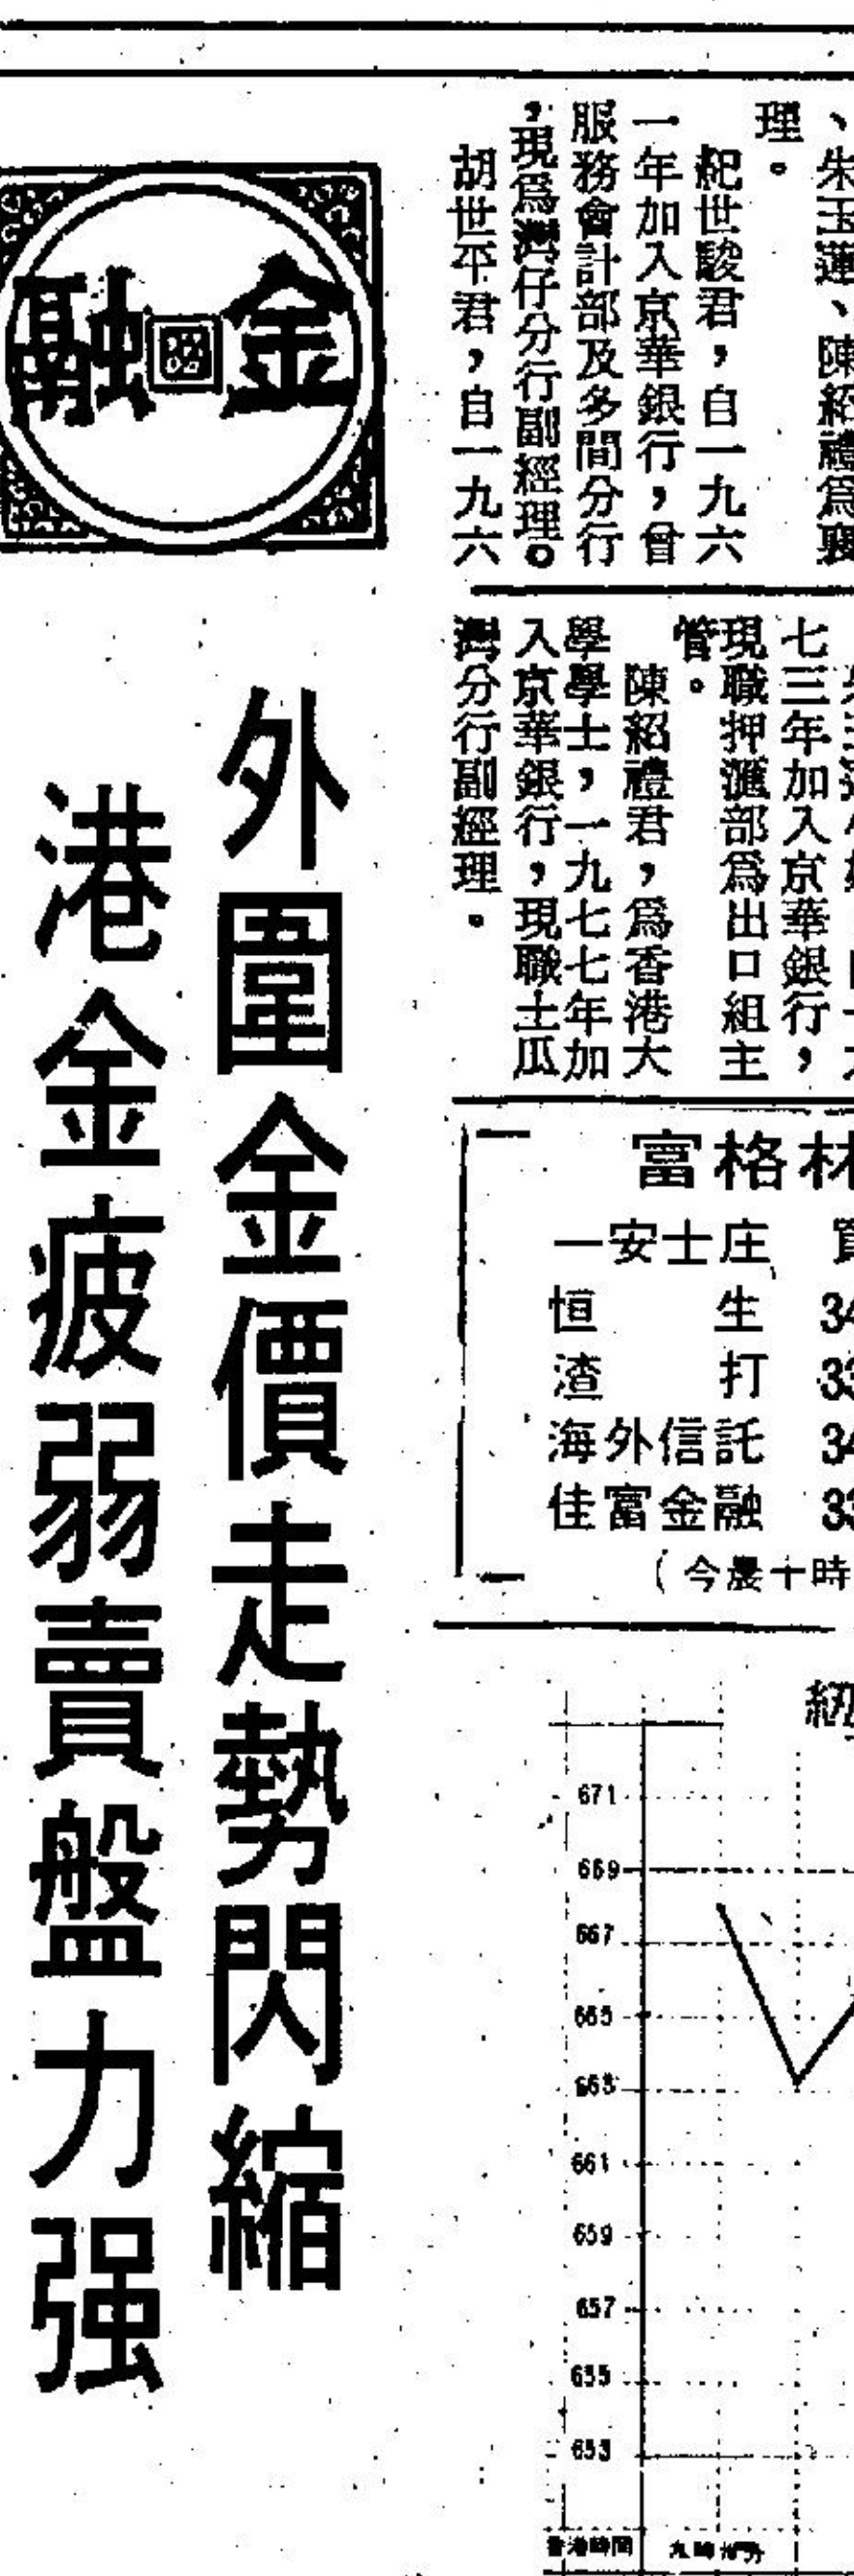 金融
外圍金價走勢閃縮
港金疲弱賣盤力强
、朱玉蓮、陳紹禮爲襄
理。
紀世駿君，自一九六
一年加入京華銀行，曾
服務會計部及多間分行
，現爲灣仔分行副經理。
胡世平君，自一九六
七三年加入京華銀行，
現職押滙部爲出口組主
管。
陳紹禮君，爲香港大
學學士，一九七七年加
入京華銀行，現職土瓜
灣分行副經理。
富格林
一安士庄
恒生 34
渣打 33
海外信託 34
佳富金融 33
（今晨十時
紐
671
669
667
665
663
661
659
657
655
653
香港時間